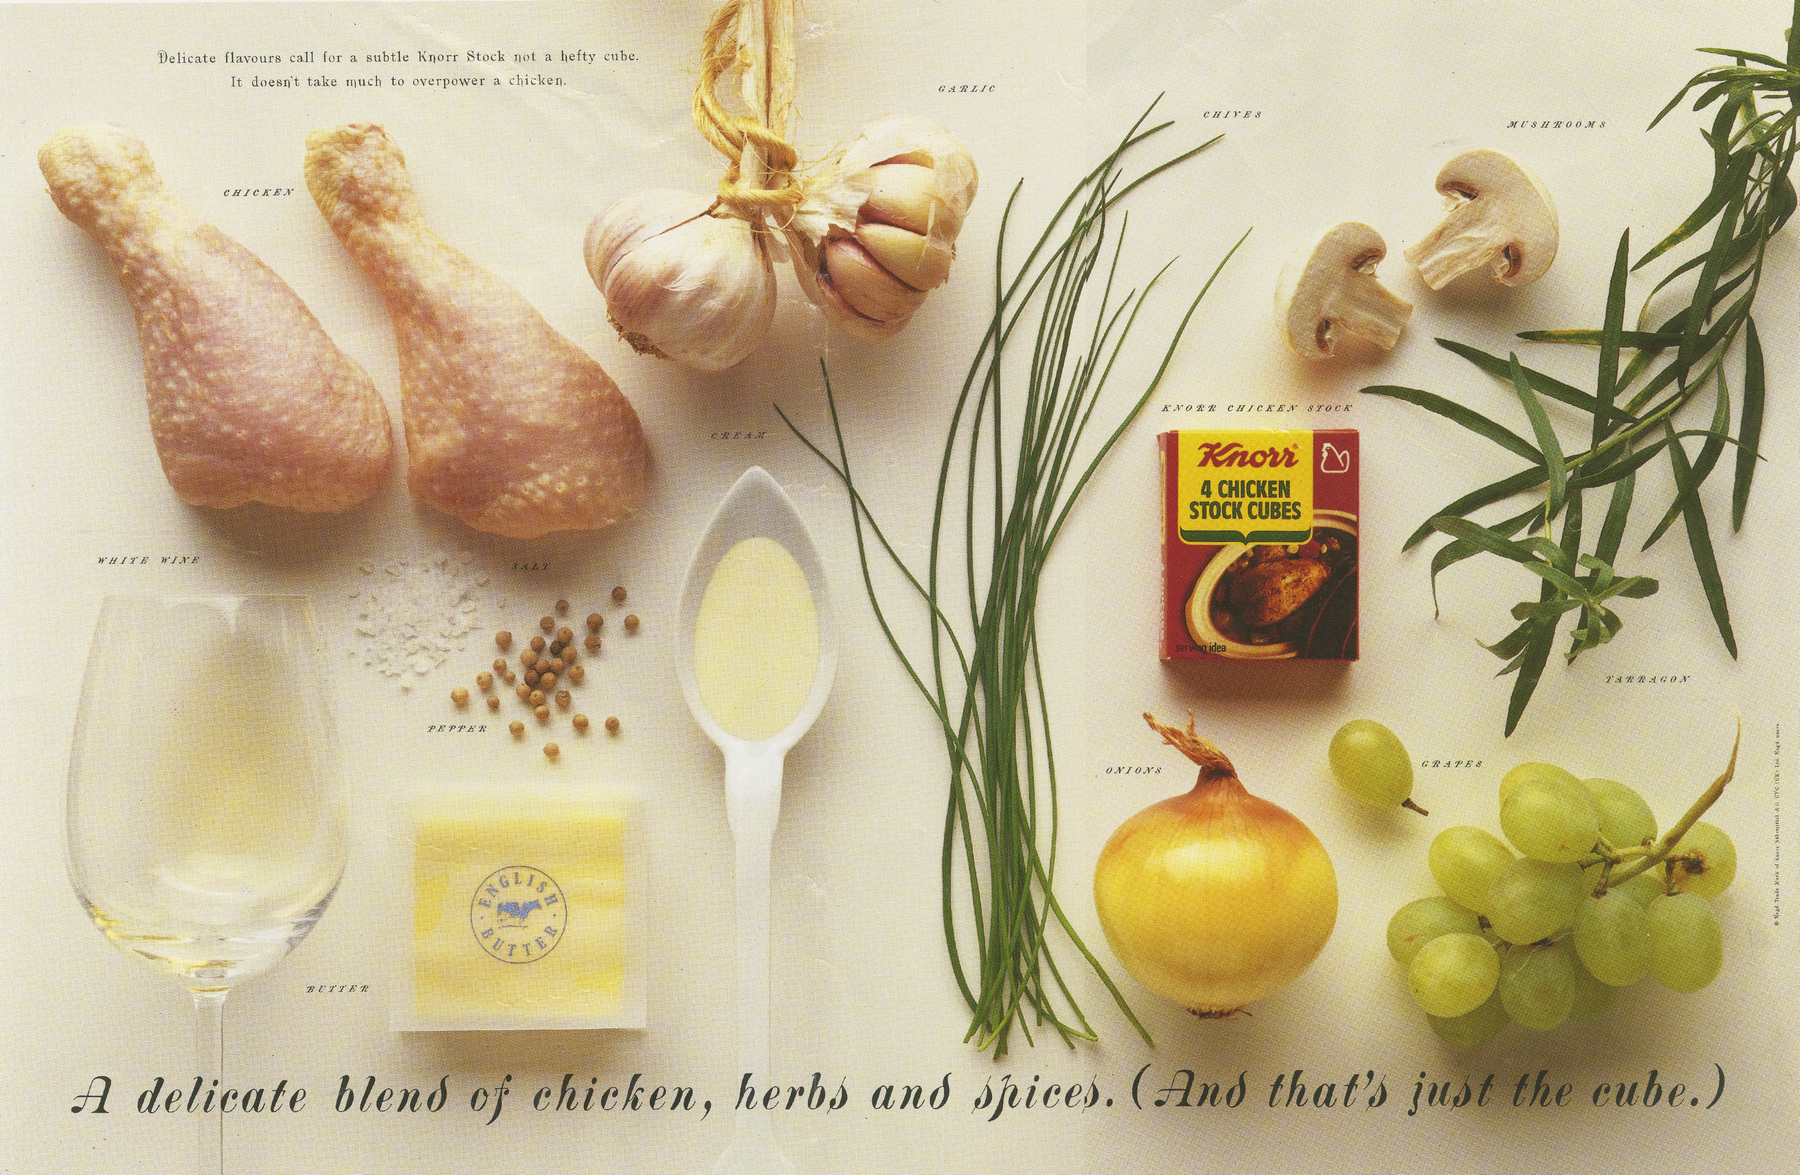 Delicate flavours call for a subtle Knorr Stock not a hefty cube.
It doesn't take much to overpower a chicken.
GARLIC
CHIVES
MUSHROOMS
CHICKEN
KNORR CHICKEN STOCK
CREAM
Knorr®
4 CHICKEN
STOCK CUBES
serving idea
WHITE WINE
SALT
TARRAGON
PEPPER
ONIONS
GRAPES
ENGLISH
BUTTER
BUTTER
A delicate blend of chicken, herbs and spices. (And that's just the cube.)